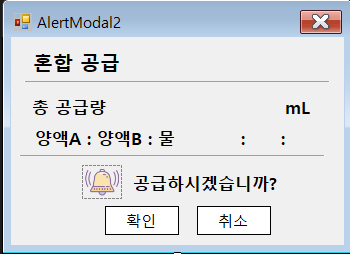 AlertModal2
혼합 공급
총 공급량 mL
양액A : 양액B : 물 : :
공급하시겠습니까?
확인 취소